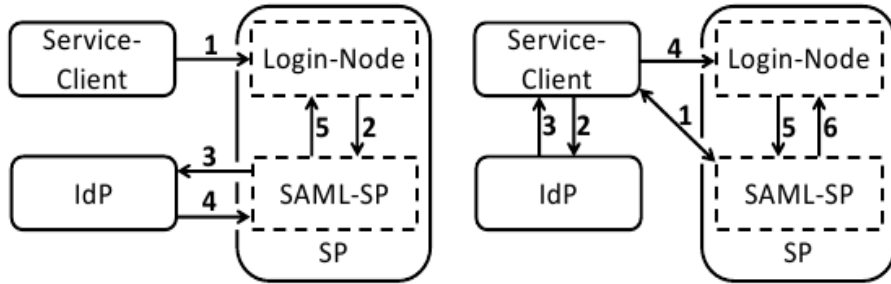 Service-
Client
1
Login-Node
5
2
3
IdP
4
SAML-SP
SP
Service-
Client
4
Login-Node
3
2
1
5
6
IdP
SAML-SP
SP